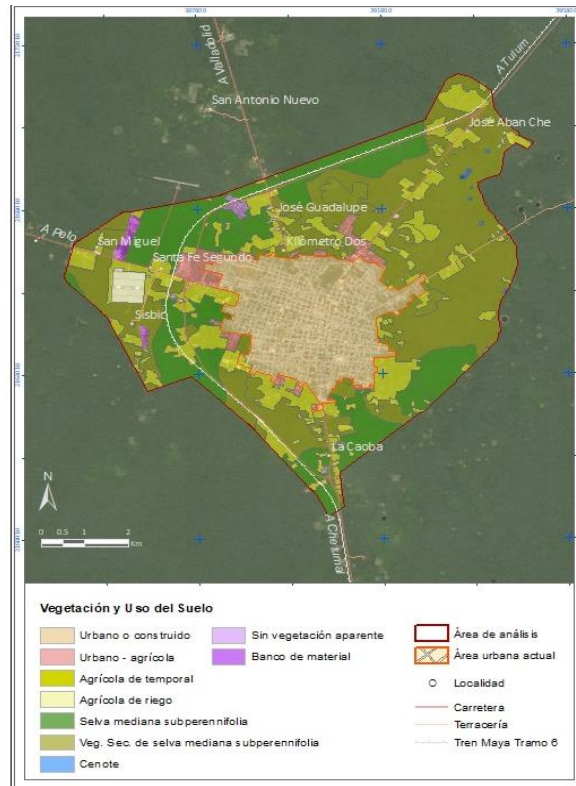 A Valladolid
A Tulum
San Antonio Nuevo
José Aban Che
José Guadalupe
A Polo
San Miguel
Kilómetro Dos
Santa Fe Segundo
Sisbic
La Caoba
A Chetumal
N
0 0.5 1 2
Km
Vegetación y Uso del Suelo
Urbano o construido
Urbano - agrícola
Agrícola de temporal
Agrícola de riego
Selva mediana subperennifolia
Veg. Sec. de selva mediana subperennifolia
Cenote
Sin vegetación aparente
Banco de material
Área de análisis
Área urbana actual
Localidad
Carretera
Terracería
Tren Maya Tramo 6